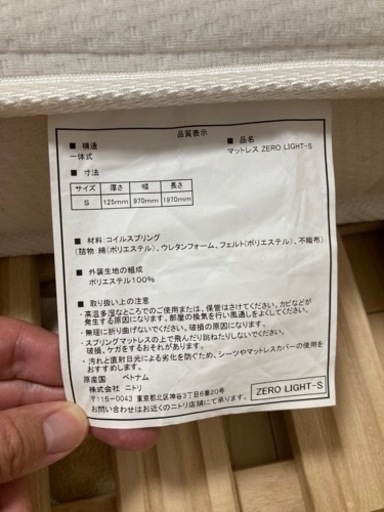 品質表示
■ 構造
一体式
■ 品名
マットレス ZERO LIGHT-S
■ 寸法
サイズ 厚さ 幅 長さ
S 125mm 970mm 1970mm
■ 材料:コイルスプリング
(詰物:綿(ポリエステル)、ウレタンフォーム、フェルト(ポリエステル)、不織布)
■ 外装生地の組成
ポリエステル100%
■ 取り扱い上の注意
・高温多湿なところでのご使用または、保管はさけてください。カビなどが
発生する原因になります。部屋の換気を行い風通しをよくしてください。
・無理に折り曲げないでください。破損の原因になります。
・スプリングマットレスの上で飛んだり跳ねたりしないでください。
破損、ケガをするおそれがあります。
・汚れと直射日光による劣化を防ぐため、シーツやマットレスカバーの使用を
おすすめします。
原産国 ベトナム
株式会社 ニトリ
〒115-0043 東京都北区神谷3丁目6番20号
お問い合わせはお近くのニトリ店舗にて承ります。
ZERO LIGHT-S